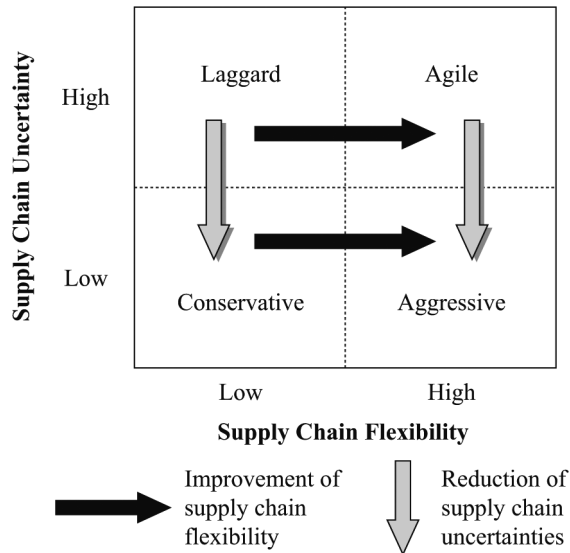 Laggard
Agile
High
Supply Chain Uncertainty
Low
Conservative
Aggressive
Low
High
Supply Chain Flexibility
Improvement of
supply chain
flexibility
Reduction of
supply chain
uncertainties